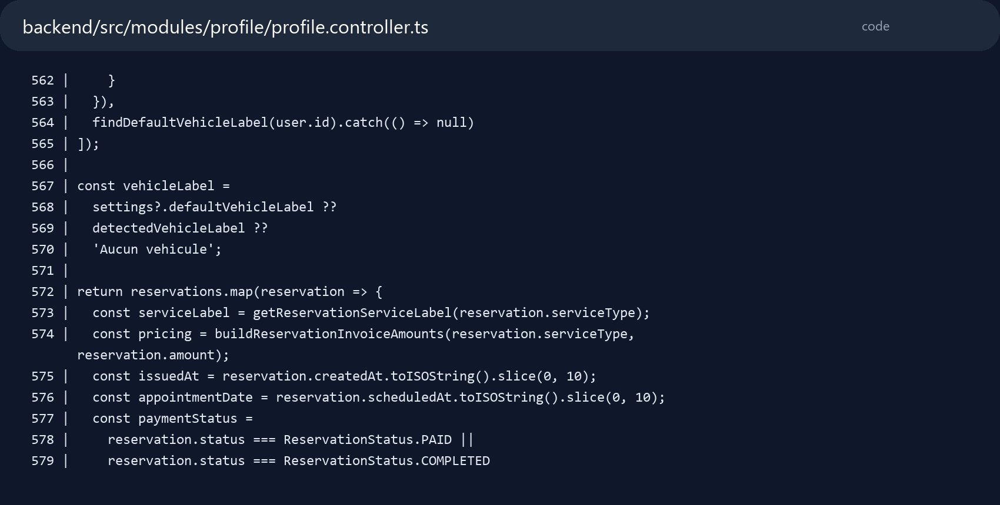 backend/src/modules/profile/profile.controller.ts
code
562 |     }
563 |   }),
564 |   findDefaultVehicleLabel(user.id).catch(() => null)
565 | ]);
566 |
567 | const vehicleLabel =
568 |   settings?.defaultVehicleLabel ??
569 |   detectedVehicleLabel ??
570 |   'Aucun vehicule';
571 |
572 | return reservations.map(reservation => {
573 |   const serviceLabel = getReservationServiceLabel(reservation.serviceType);
574 |   const pricing = buildReservationInvoiceAmounts(reservation.serviceType,
reservation.amount);
575 |   const issuedAt = reservation.createdAt.toISOString().slice(0, 10);
576 |   const appointmentDate = reservation.scheduledAt.toISOString().slice(0, 10);
577 |   const paymentStatus =
578 |     reservation.status === ReservationStatus.PAID ||
579 |     reservation.status === ReservationStatus.COMPLETED